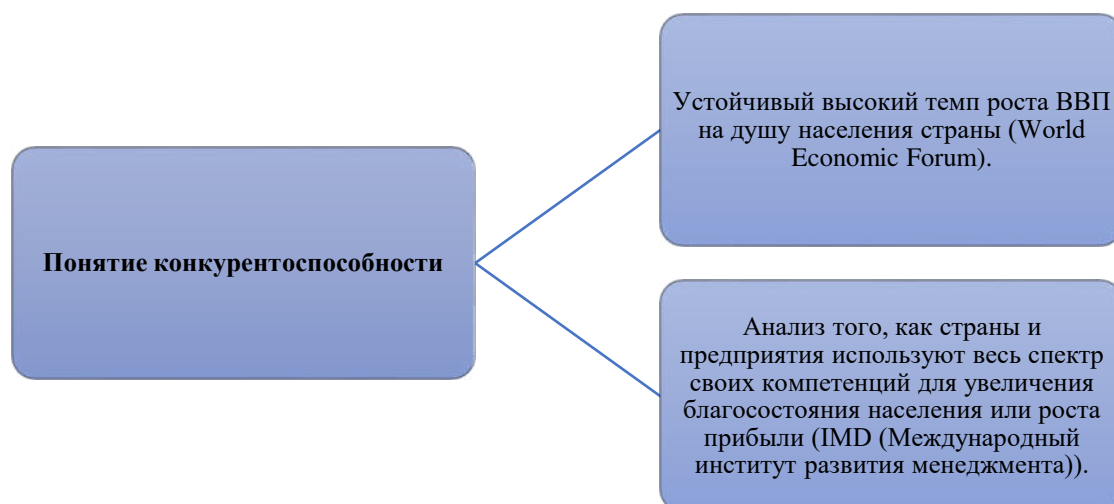 Устойчивый высокий темп роста ВВП
на душу населения страны (World
Economic Forum).
Понятие конкурентоспособности
Анализ того, как страны и
предприятия используют весь спектр
своих компетенций для увеличения
благосостояния населения или роста
прибыли (IMD (Международный
институт развития менеджмента)).